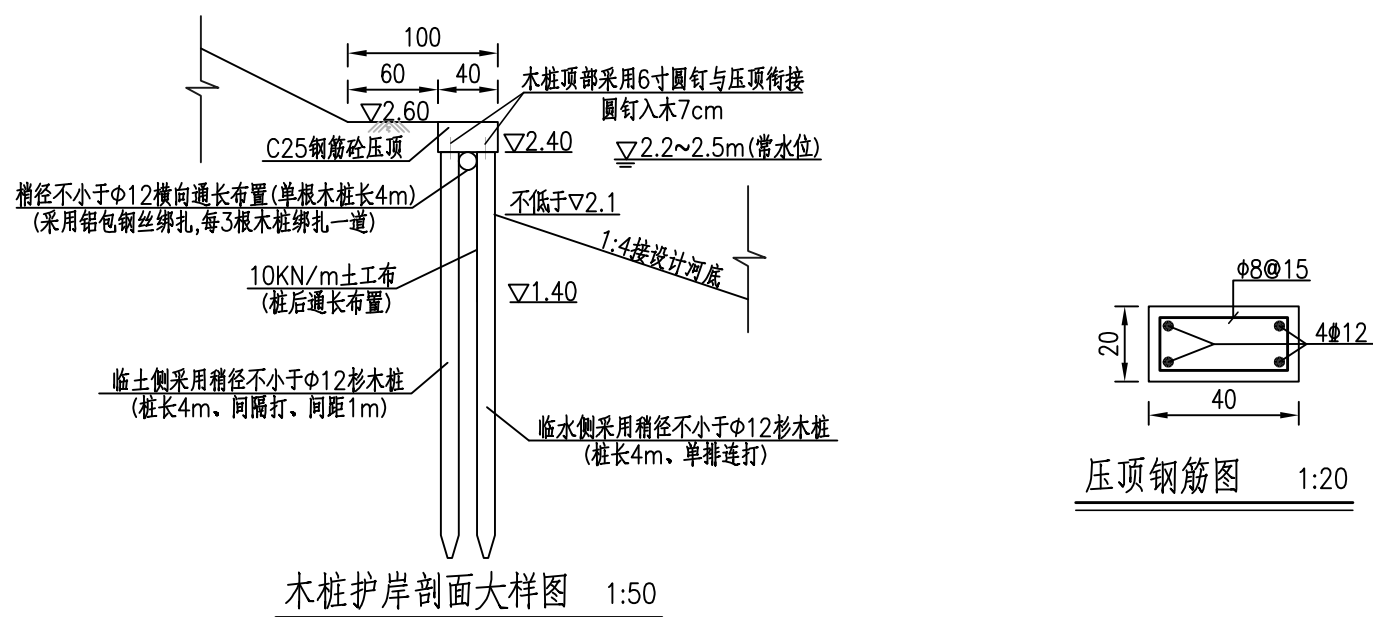 100
60
40
木桩顶部采用6寸圆钉与压顶衔接
圆钉入木7cm
▽2.60
C25钢筋砼压顶
▽2.40
▽2.2~2.5m(常水位)
稍径不小于Φ12横向通长布置(单根木桩长4m)
(采用铝包钢丝绑扎,每3根木桩绑扎一道)
不低于▽2.1
1:4接设计河底
10KN/m土工布
(桩后通长布置)
▽1.40
临土侧采用稍径不小于Φ12杉木桩
(桩长4m、间隔打、间距1m)
临水侧采用稍径不小于Φ12杉木桩
(桩长4m、单排连打)
木桩护岸剖面大样图 1:50
Φ8@15
4Φ12
20
40
压顶钢筋图 1:20